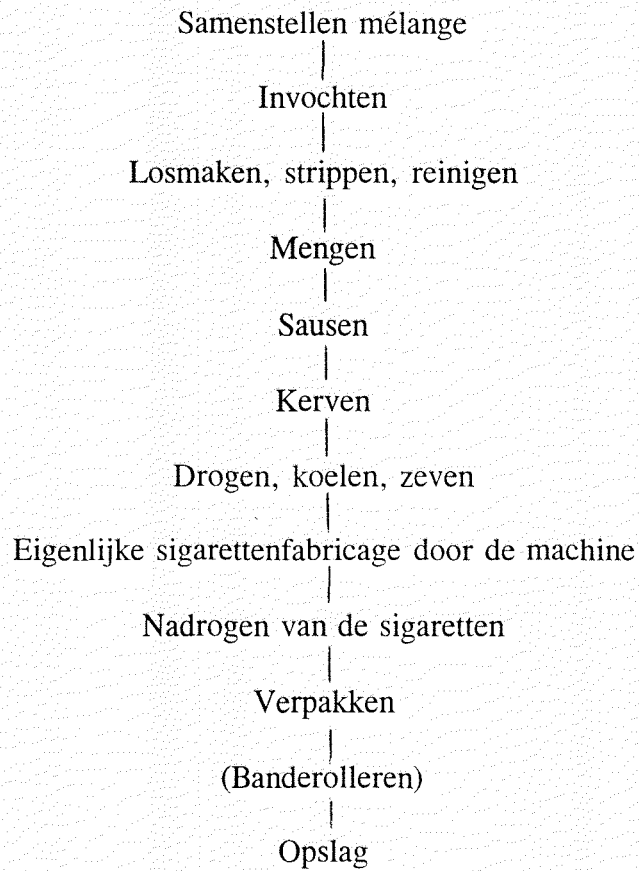 Samenstellen mélange
Invochten
Losmaken, strippen, reinigen
Mengen
Sausen
Kerven
Drogen, koelen, zeven
Eigenlijke sigarettenfabricage door de machine
Nadrogen van de sigaretten
Verpakken
(Banderolleren)
Opslag